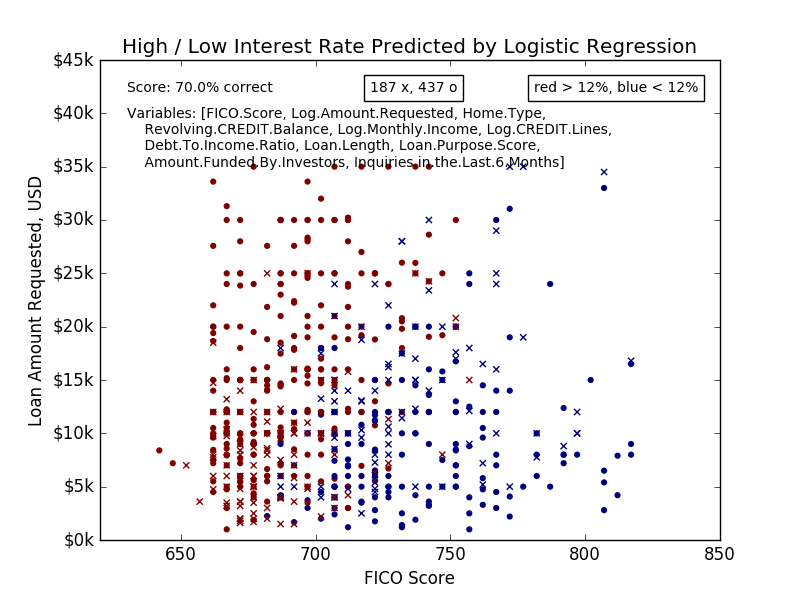 High / Low Interest Rate Predicted by Logistic Regression
Score: 70.0% correct
187 x, 437 o
red > 12%, blue < 12%
Variables: [FICO.Score, Log.Amount.Requested, Home.Type,
Revolving.CREDIT.Balance, Log.Monthly.Income, Log.CREDIT.Lines,
Debt.To.Income.Ratio, Loan.Length, Loan.Purpose.Score,
Amount.Funded.By.Investors, Inquiries.in.the.Last.6.Months]
Loan Amount Requested, USD
$45k
$40k
$35k
$30k
$25k
$20k
$15k
$10k
$5k
$0k
650 700 750 800 850
FICO Score